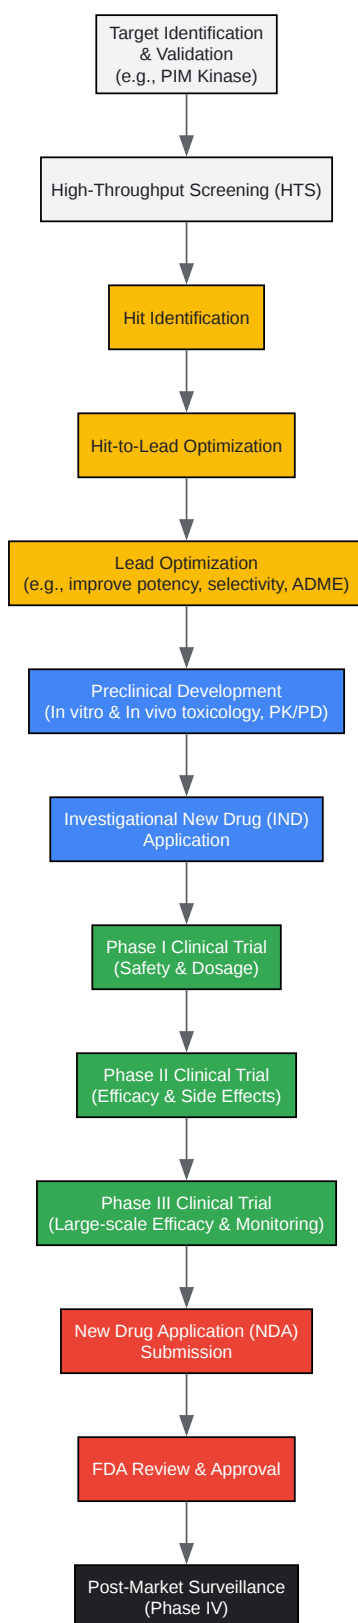 Target Identification
& Validation
(e.g., PIM Kinase)
High-Throughput Screening (HTS)
Hit Identification
Hit-to-Lead Optimization
Lead Optimization
(e.g., improve potency, selectivity, ADME)
Preclinical Development
(In vitro & In vivo toxicology, PK/PD)
Investigational New Drug (IND)
Application
Phase I Clinical Trial
(Safety & Dosage)
Phase II Clinical Trial
(Efficacy & Side Effects)
Phase III Clinical Trial
(Large-scale Efficacy & Monitoring)
New Drug Application (NDA)
Submission
FDA Review & Approval
Post-Market Surveillance
(Phase IV)